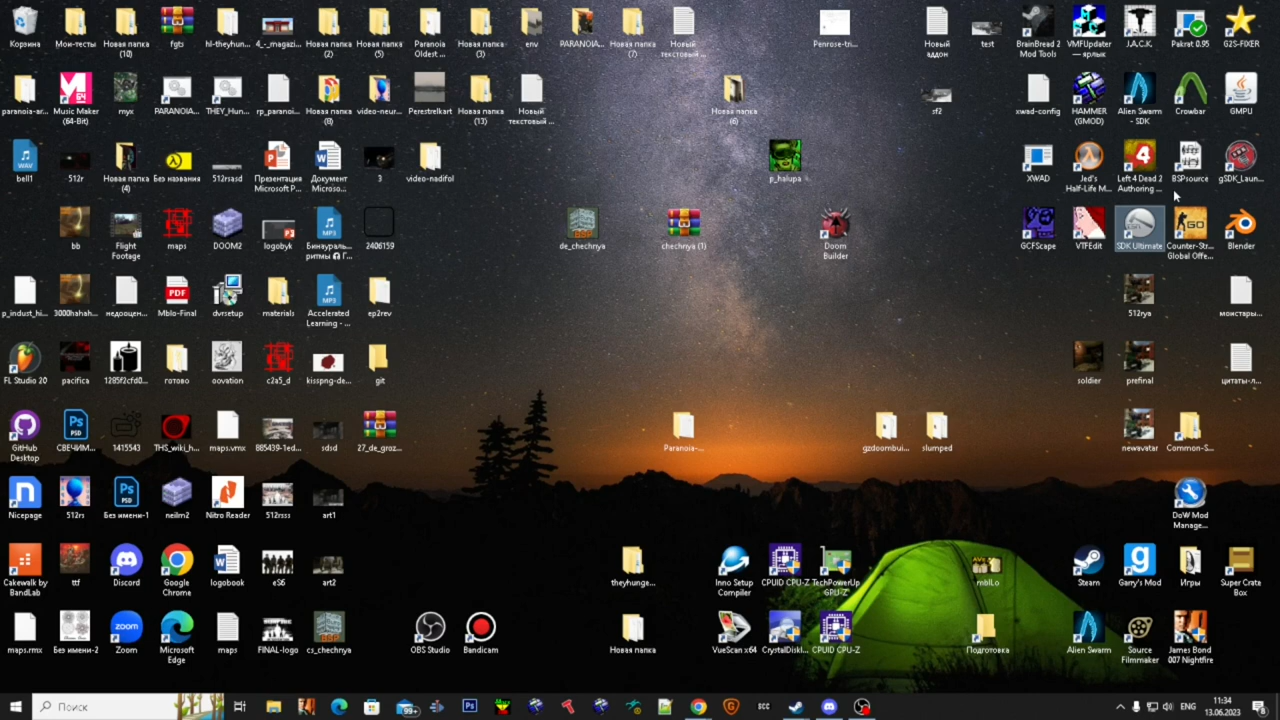 Корзина
Мои-тесты
Новая папка
(10)
fgts
hl-theyhun...
4_-_magazi...
Новая папка
(2)
Новая папка
(5)
Paranoia
Oldest ...
Новая папка
(3)
env
PARANOIA...
Новая папка
(7)
Новый
текстовый ...
Penrose-tri...
Новый
аддон
test
BrainBread 2
Mod Tools
VMFUpdater
— ярлык
J.A.C.K.
Pakrat 0.95
G2S-FIXER
paranoia-ar...
Music Maker
(64-Bit)
myx
PARANOIA...
THEY_Hun...
rp_paranoi...
Новая папка
(8)
video-neur...
Perestrelkart
Новая папка
(13)
Новый
текстовый ...
Новая папка
(6)
sf2
xwad-config
HAMMER
(GMOD)
Alien Swarm
- SDK
Crowbar
GMPU
bell1
512r
Новая папка
(4)
Без названия
512rsasd
Презентация
Microsoft P...
Документ
Microso...
3
video-nadifol
p_halupa
XWAD
Jed's
Half-Life M...
Left 4 Dead 2
Authoring ...
BSPsource
gSDK_Laun...
bb
Flight
Footage
maps
DOOM2
logobyk
Бинаураль...
ритмы 🎧 Г...
2406159
de_chechnya
chechnya (1)
Doom
Builder
GCFScape
VTFEdit
SDK Ultimate
Counter-Str...
Global Offe...
Blender
p_indust_hi...
3000hahah...
недооцен...
Mblo-Final
dvrsetup
materials
Accelerated
Learning - ...
ep2rev
512rya
моистары...
FL Studio 20
pacifica
1285f2cfd0...
готово
oovation
c2a5_d
kisspng-de...
git
soldier
prefinal
цитаты-л...
GitHub
Desktop
СВЕЧИМ...
1415543
THS_wiki_h...
maps.vmx
885439-1ed...
sdsd
27_de_groz...
Paranoia-...
gzdoombui...
slumped
newavatar
Common-S...
Nicepage
512rs
Без имени-1
neilm2
Nitro Reader
512rsss
art1
DoW Mod
Manage...
Cakewalk by
BandLab
ttf
Discord
Google
Chrome
logobook
eS6
art2
theyhunge...
Inno Setup
Compiler
CPUID CPU-Z
TechPowerUp
GPU-Z
mblLo
Steam
Garry's Mod
Игры
Super Crate
Box
maps.rmx
Без имени-2
Zoom
Microsoft
Edge
maps
FINAL-logo
cs_chechnya
OBS Studio
Bandicam
Новая папка
VueScan x64
CrystalDiskI...
CPUID CPU-Z
Подготовка
Alien Swarm
Source
Filmmaker
James Bond
007 Nightfire
Поиск
99+
ENG
11:34
13.06.2023
8